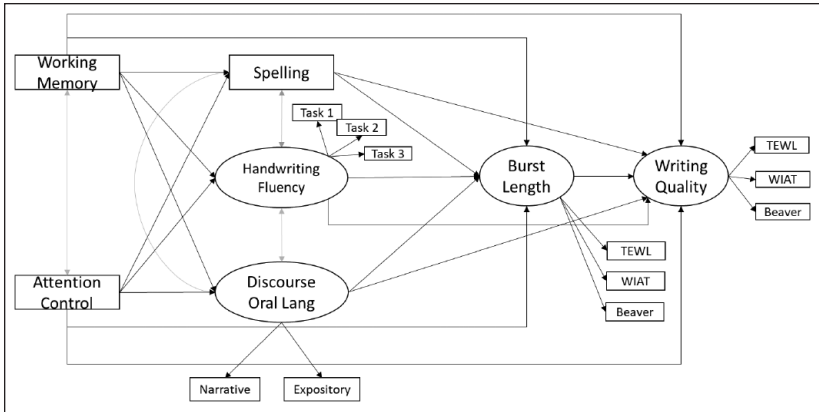 Working
Memory
Spelling
Task 1
Task 2
Task 3
Handwriting
Fluency
Burst
Length
Writing
Quality
TEWL
WIAT
Beaver
TEWL
WIAT
Beaver
Attention
Control
Discourse
Oral Lang
Narrative
Expository